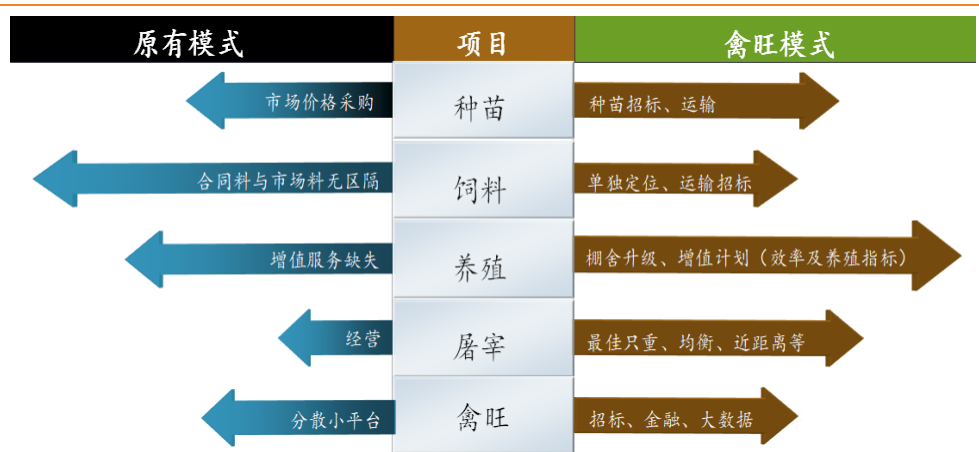 原有模式 项目 禽旺模式
市场价格采购 种苗 种苗招标、运输
合同料与市场料无区隔 饲料 单独定位、运输招标
增值服务缺失 养殖 棚舍升级、增值计划（效率及养殖指标）
经营 屠宰 最佳只重、均衡、近距离等
分散小平台 禽旺 招标、金融、大数据